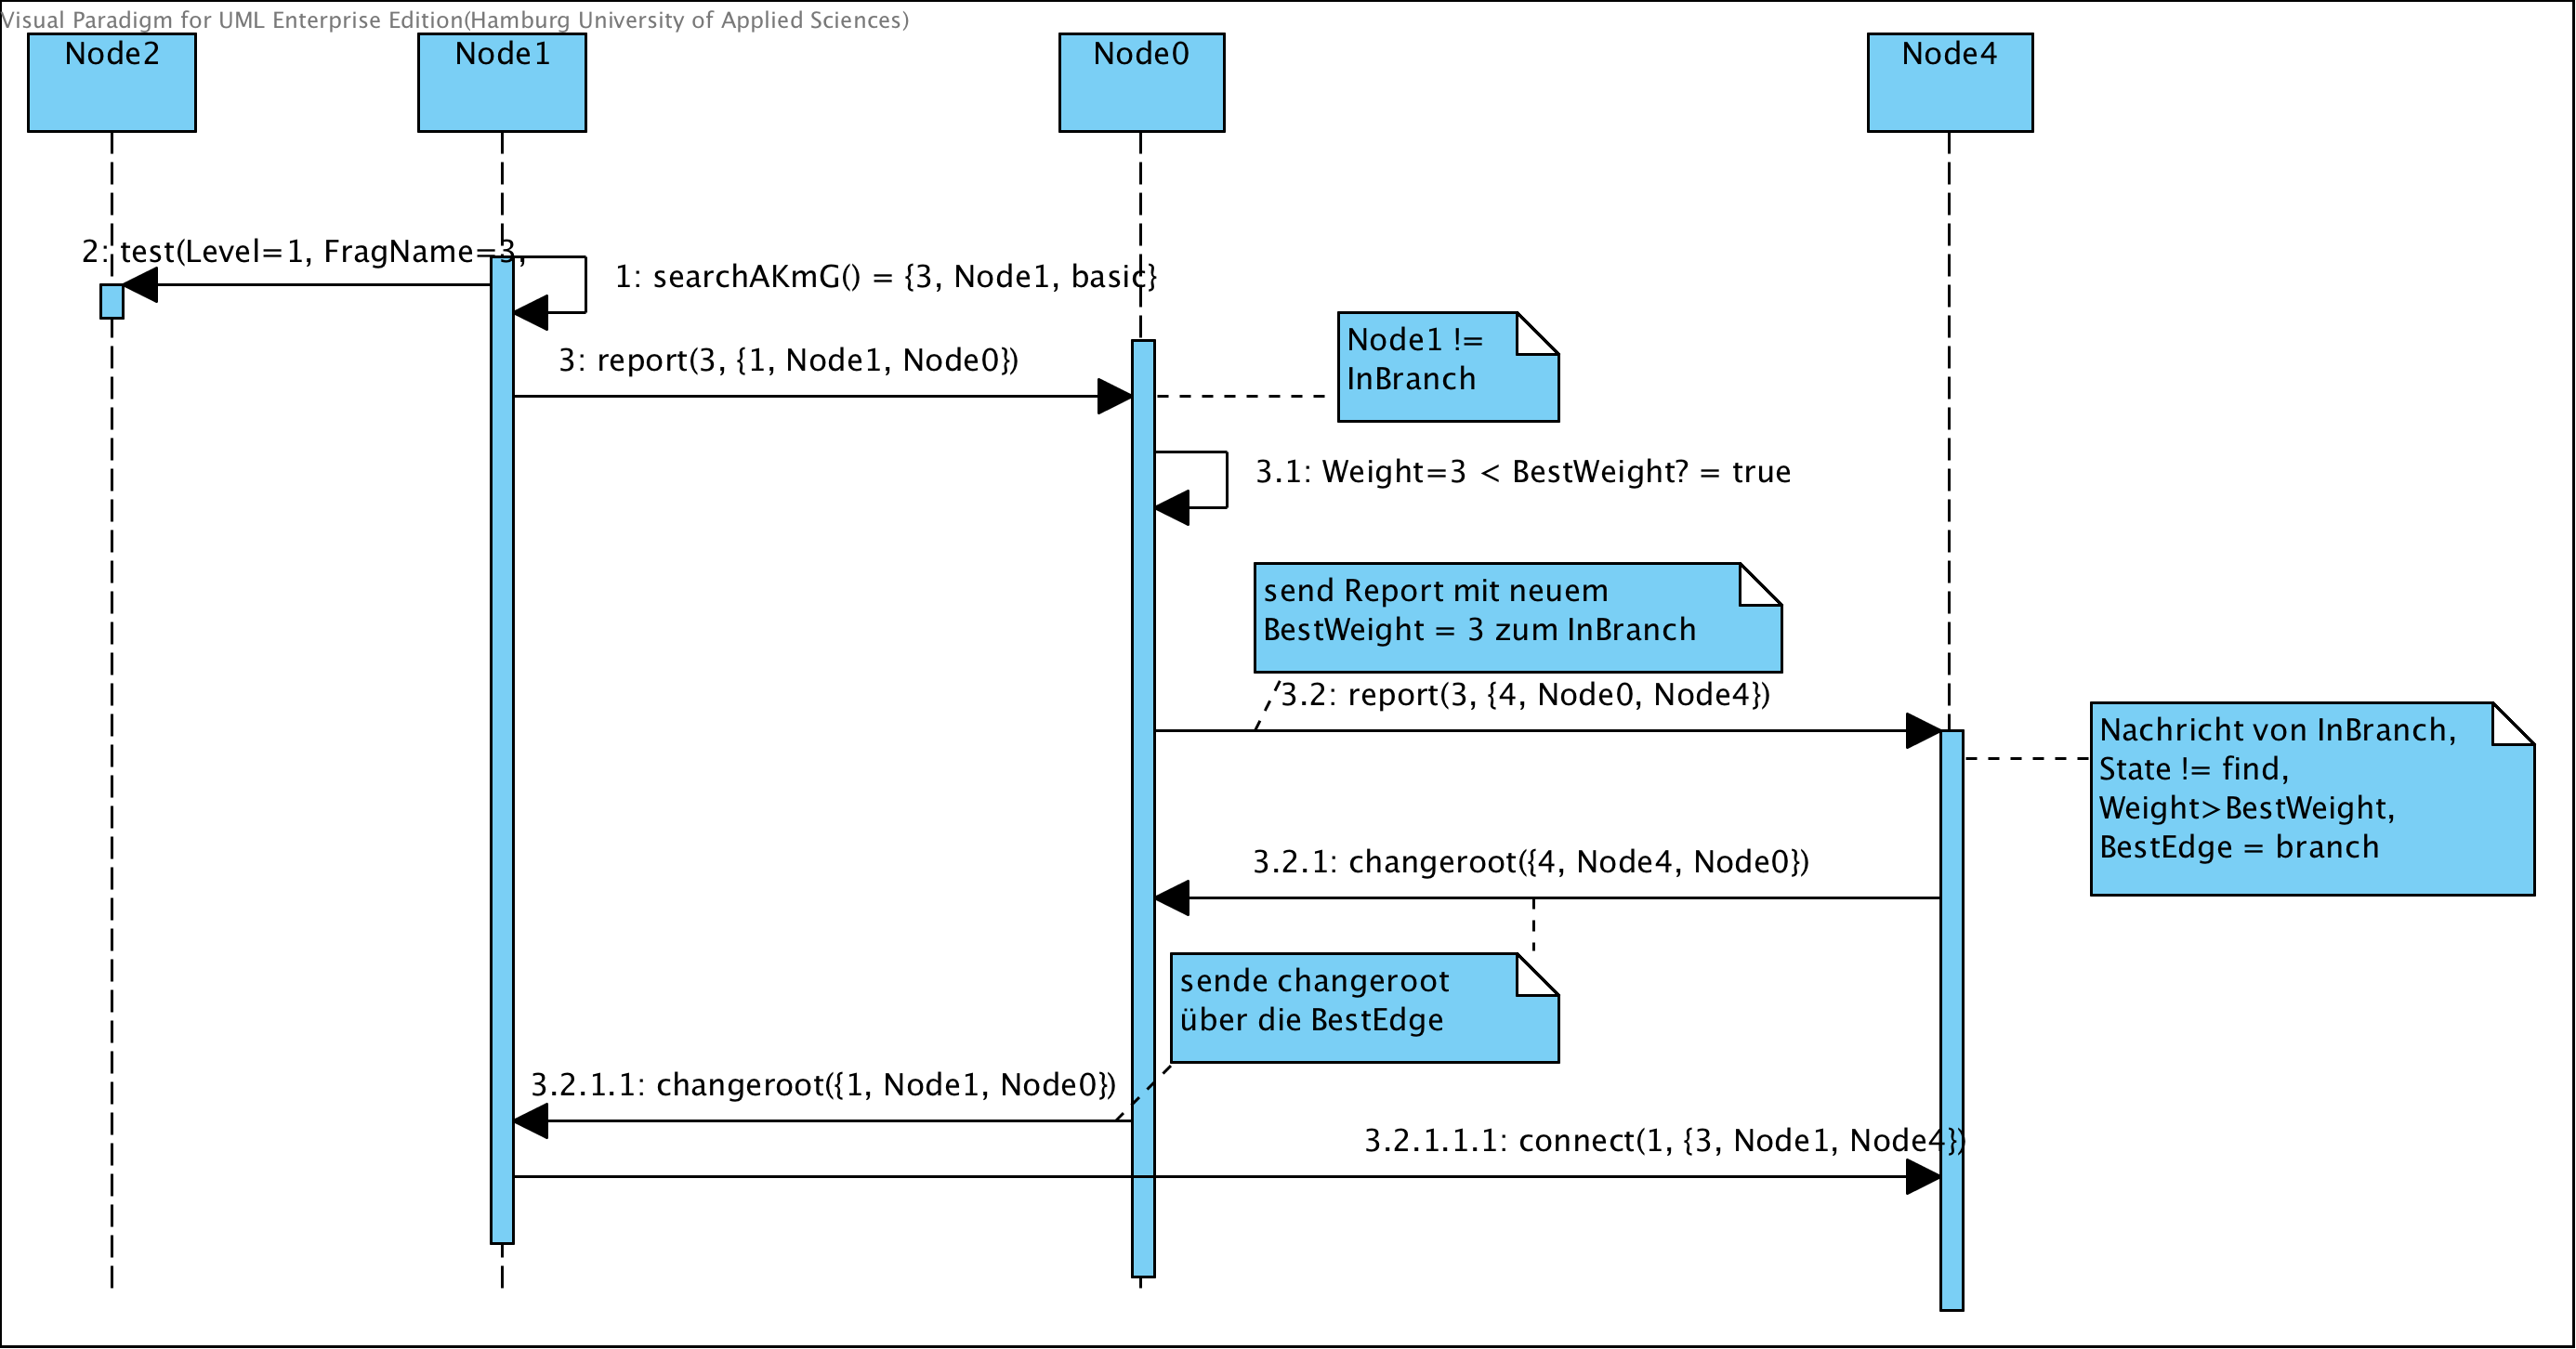 Visual Paradigm for UML Enterprise Edition(Hamburg University of Applied Sciences)
Node2
Node1
Node0
Node4
2: test(Level=1, FragName=3,
1: searchAKmG() = {3, Node1, basic}
3: report(3, {1, Node1, Node0})
Node1 !=
InBranch
3.1: Weight=3 < BestWeight? = true
send Report mit neuem
BestWeight = 3 zum InBranch
3.2: report(3, {4, Node0, Node4})
Nachricht von InBranch,
State != find,
Weight>BestWeight,
BestEdge = branch
3.2.1: changeroot({4, Node4, Node0})
sende changeroot
über die BestEdge
3.2.1.1: changeroot({1, Node1, Node0})
3.2.1.1.1: connect(1, {3, Node1, Node4})